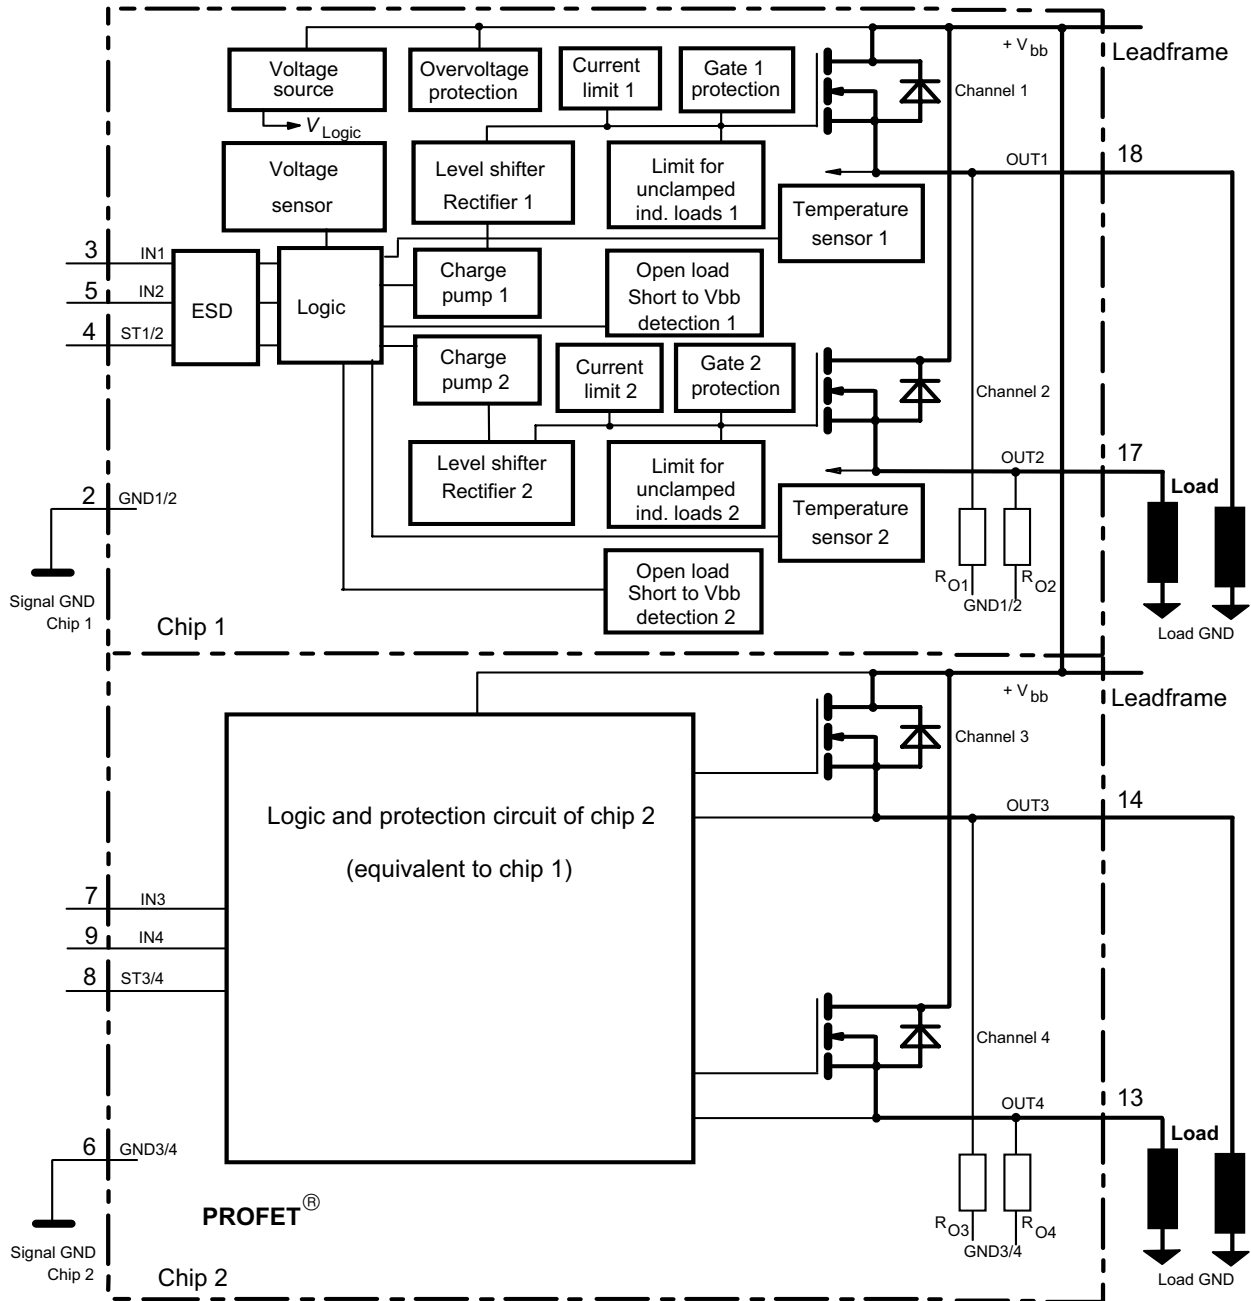 + Vbb
Leadframe
Voltage
source
Overvoltage
protection
Current
limit 1
Gate 1
protection
Channel 1
VLogic
Voltage
sensor
Level shifter
Rectifier 1
Limit for
unclamped
ind. loads 1
OUT1
18
Temperature
sensor 1
3
IN1
5
IN2
4
ST1/2
ESD
Logic
Charge
pump 1
Open load
Short to Vbb
detection 1
Charge
pump 2
Current
limit 2
Gate 2
protection
Channel 2
Level shifter
Rectifier 2
Limit for
unclamped
ind. loads 2
OUT2
17
Load
2
GND1/2
Temperature
sensor 2
Open load
Short to Vbb
detection 2
RO1
RO2
GND1/2
Signal GND
Chip 1
Chip 1
Load GND
+ Vbb
Leadframe
Channel 3
Logic and protection circuit of chip 2
(equivalent to chip 1)
OUT3
14
7
IN3
9
IN4
8
ST3/4
Channel 4
OUT4
13
Load
6
GND3/4
PROFET®
RO3
RO4
GND3/4
Signal GND
Chip 2
Chip 2
Load GND